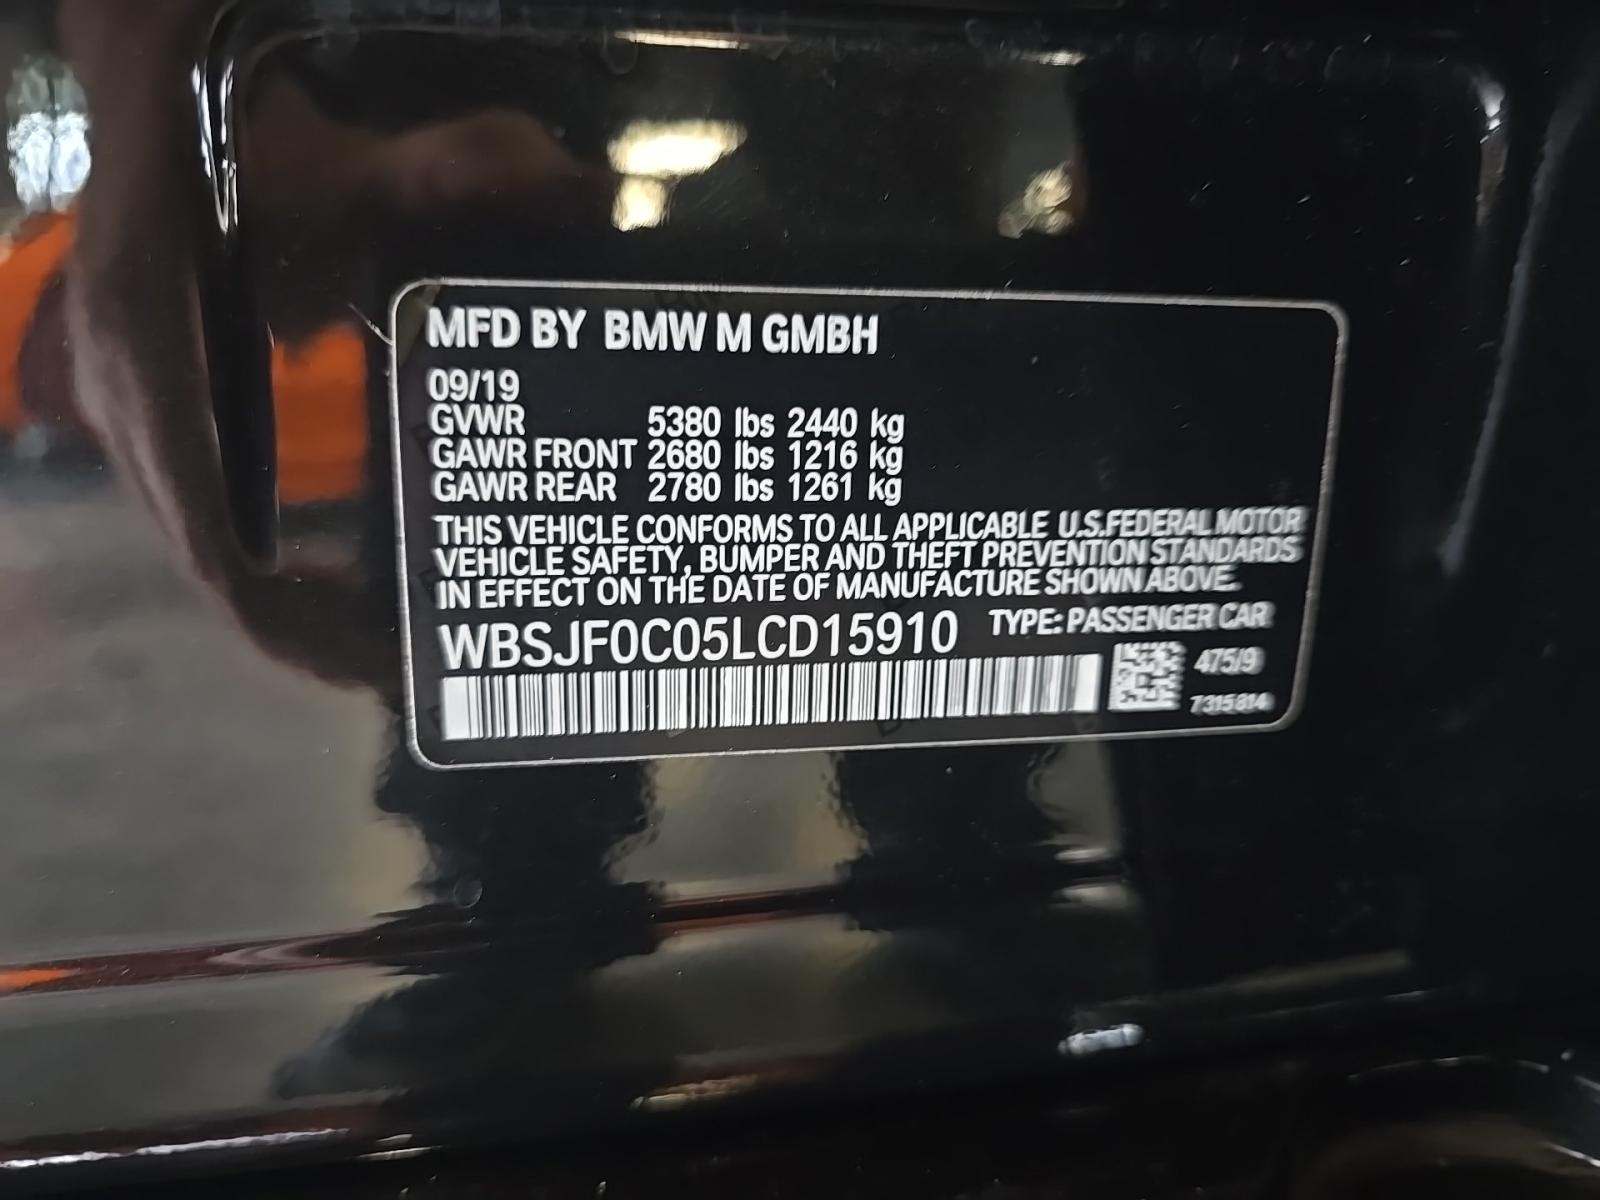 MFD BY BMW M GMBH
09/19
GVWR 5380 lbs 2440 kg
GAWR FRONT 2680 lbs 1216 kg
GAWR REAR 2780 lbs 1261 kg
THIS VEHICLE CONFORMS TO ALL APPLICABLE U.S.FEDERAL MOTOR
VEHICLE SAFETY, BUMPER AND THEFT PREVENTION STANDARDS
IN EFFECT ON THE DATE OF MANUFACTURE SHOWN ABOVE.
WBSJF0C05LCD15910 TYPE: PASSENGER CAR
475/9
7315814